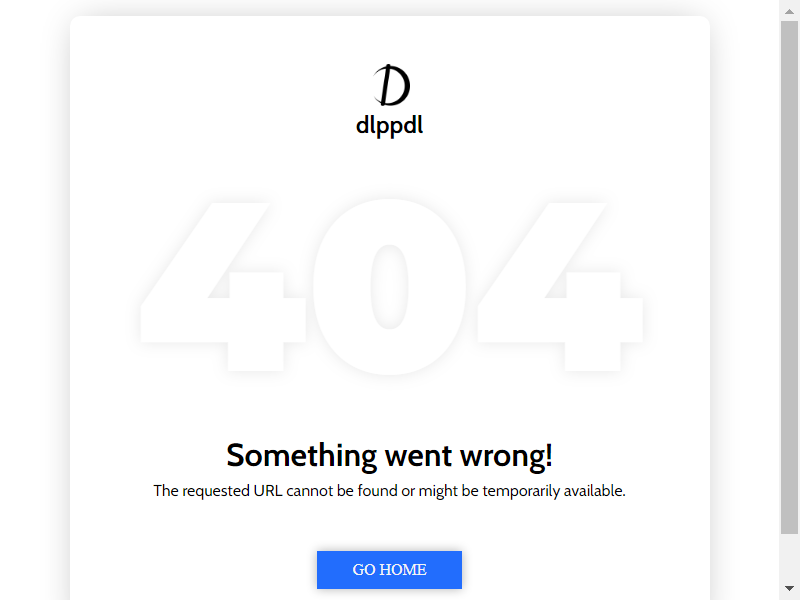 D
dlppdl
404
Something went wrong!
The requested URL cannot be found or might be temporarily available.
GO HOME